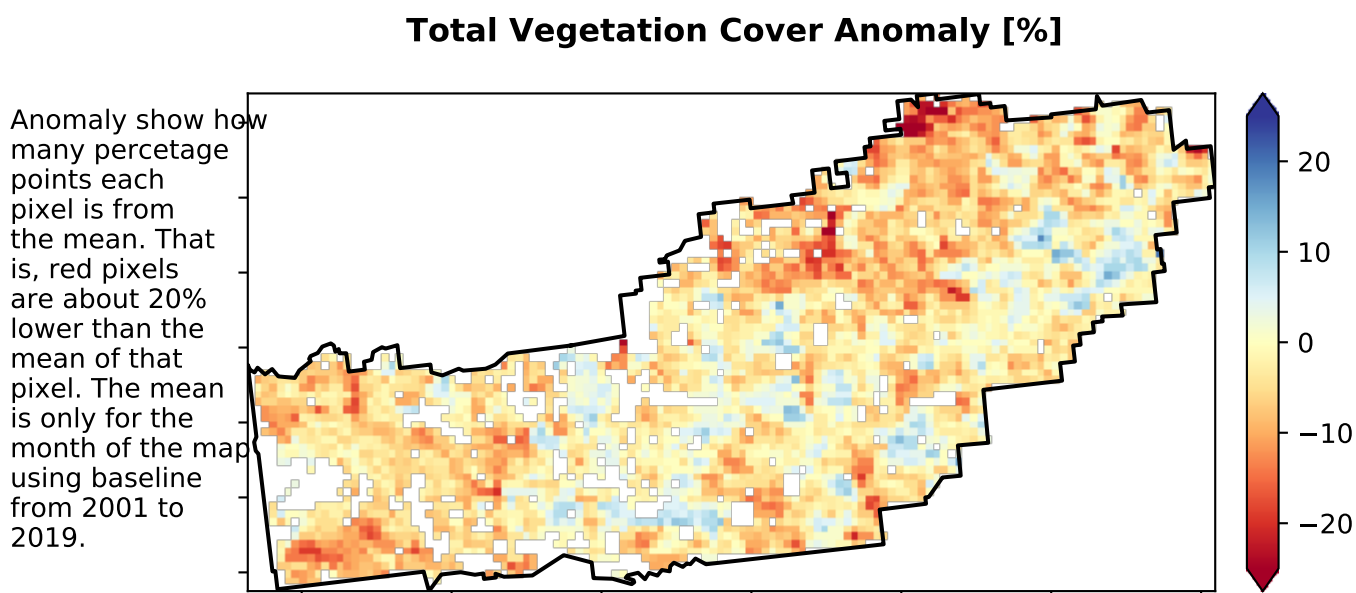 Total Vegetation Cover Anomaly [%]
Anomaly show how
many percetage
points each
pixel is from
the mean. That
is, red pixels
are about 20%
lower than the
mean of that
pixel. The mean
is only for the
month of the map
using baseline
from 2001 to
2019.
20
10
0
−10
−20